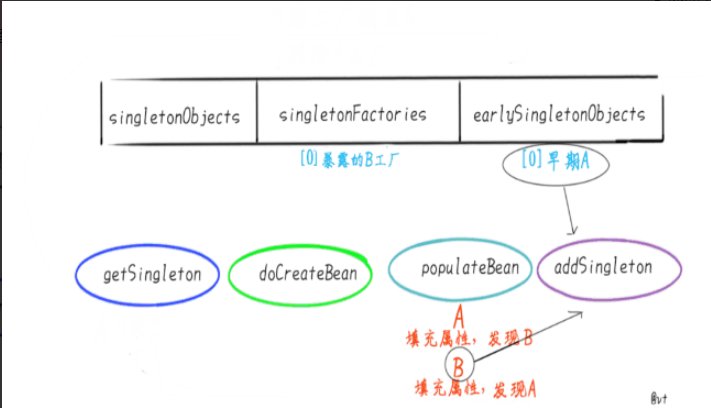 singletonObjects singletonFactories earlySingletonObjects
[0]暴露的B工厂 [0]早期A
getSingleton doCreateBean populateBean addSingleton
A
填充属性，发现B
B
填充属性，发现A